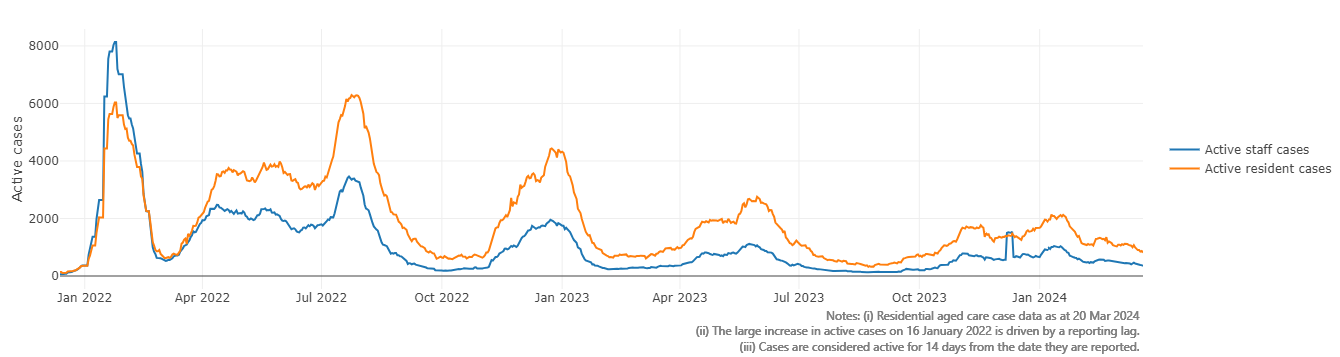 Active cases
8000
6000
4000
2000
0
Jan 2022
Apr 2022
Jul 2022
Oct 2022
Jan 2023
Apr 2023
Jul 2023
Oct 2023
Jan 2024
Active staff cases
Active resident cases
Notes: (i) Residential aged care case data as at 20 Mar 2024
(ii) The large increase in active cases on 16 January 2022 is driven by a reporting lag.
(iii) Cases are considered active for 14 days from the date they are reported.